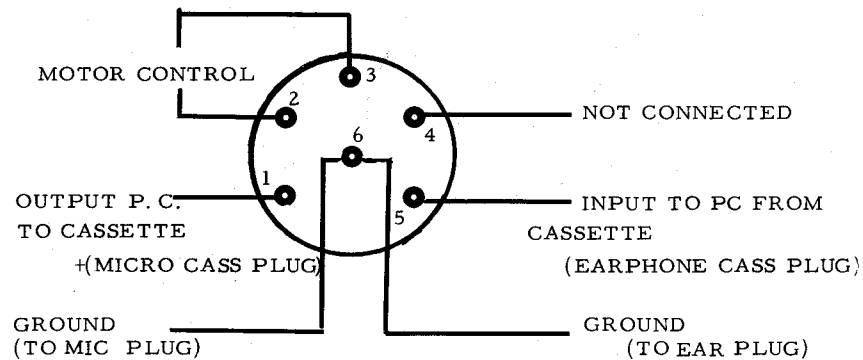 3
MOTOR CONTROL
2
4
NOT CONNECTED
6
1
5
OUTPUT P. C.
TO CASSETTE
+(MICRO CASS PLUG)
INPUT TO PC FROM
CASSETTE
(EARPHONE CASS PLUG)
GROUND
(TO MIC PLUG)
GROUND
(TO EAR PLUG)